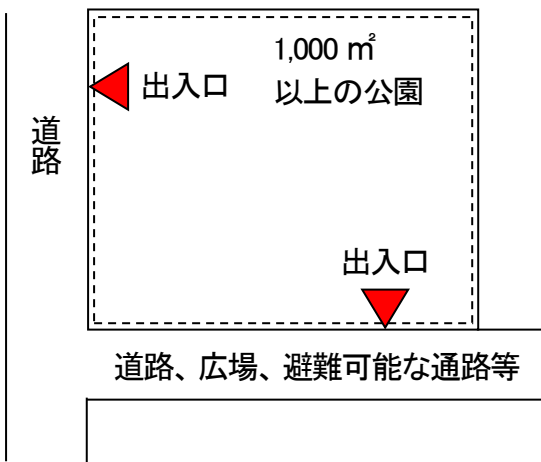 1,000 ㎡
以上の公園
出入口
道路
出入口
道路、広場、避難可能な通路等